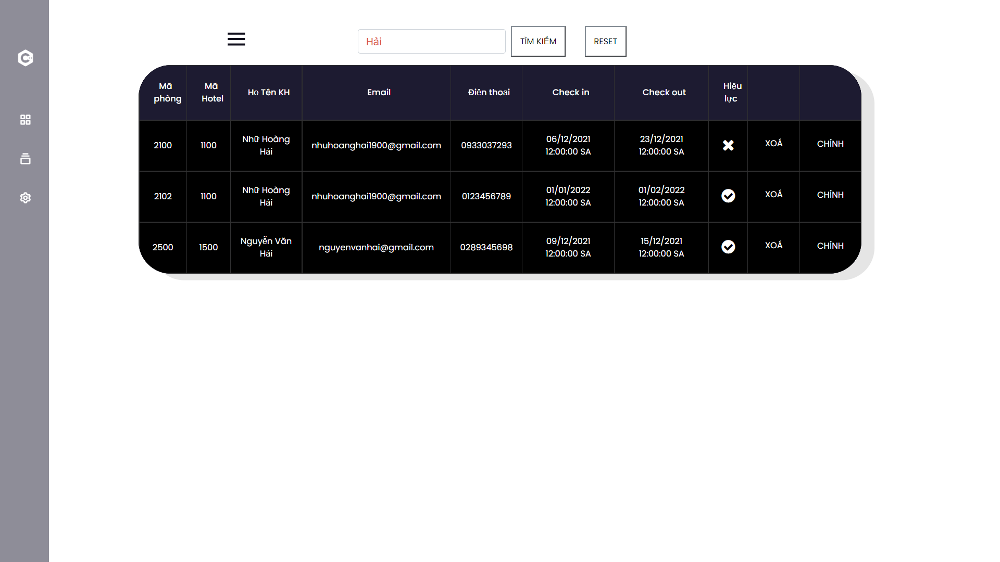 Hải TÌM KIẾM RESET
Mã phòng Mã Hotel Họ Tên KH Email Điện thoại Check in Check out Hiệu lực
2100 1100 Nhữ Hoàng Hải nhuhoanghai1900@gmail.com 0933037293 06/12/2021 12:00:00 SA 23/12/2021 12:00:00 SA XOÁ CHỈNH
2102 1100 Nhữ Hoàng Hải nhuhoanghai1900@gmail.com 0123456789 01/01/2022 12:00:00 SA 01/02/2022 12:00:00 SA XOÁ CHỈNH
2500 1500 Nguyễn Văn Hải nguyenvanhai@gmail.com 0289345698 09/12/2021 12:00:00 SA 15/12/2021 12:00:00 SA XOÁ CHỈNH